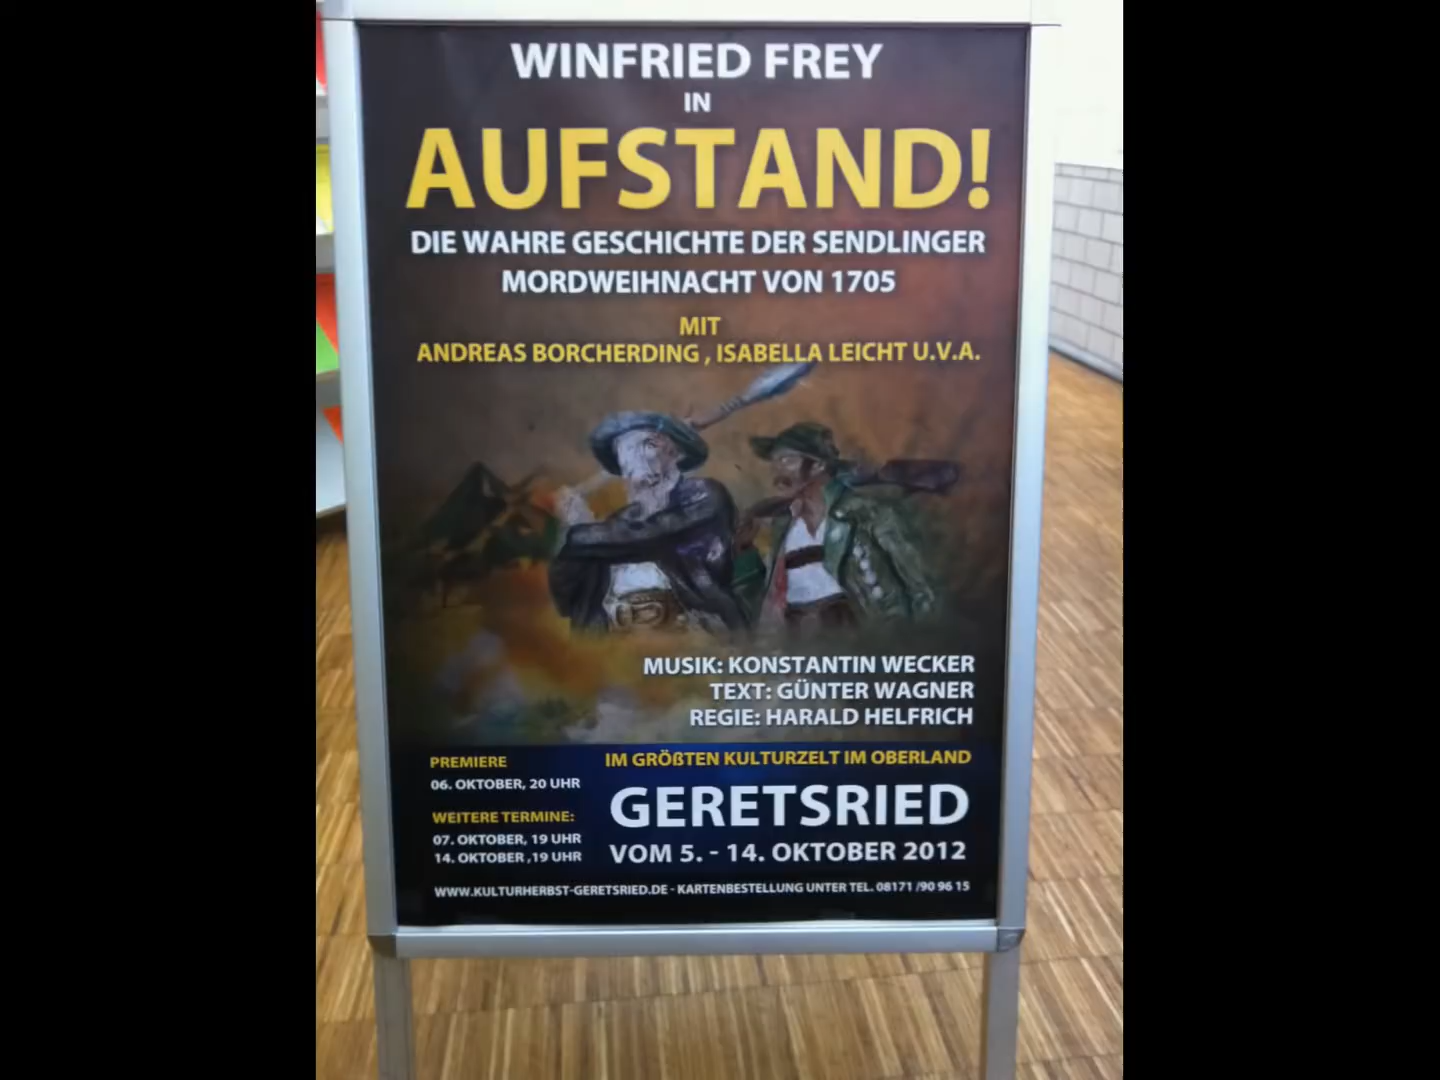 WINFRIED FREY
IN
AUFSTAND!
DIE WAHRE GESCHICHTE DER SENDLINGER
MORDWEIHNACHT VON 1705
MIT
ANDREAS BORCHERDING , ISABELLA LEICHT U.V.A.
MUSIK: KONSTANTIN WECKER
TEXT: GÜNTER WAGNER
REGIE: HARALD HELFRICH
PREMIERE
06. OKTOBER, 20 UHR
WEITERE TERMINE:
07. OKTOBER, 19 UHR
14. OKTOBER ,19 UHR
IM GRÖßTEN KULTURZELT IM OBERLAND
GERETSRIED
VOM 5. - 14. OKTOBER 2012
WWW.KULTURHERBST-GERETSRIED.DE - KARTENBESTELLUNG UNTER TEL. 08171 /90 96 15